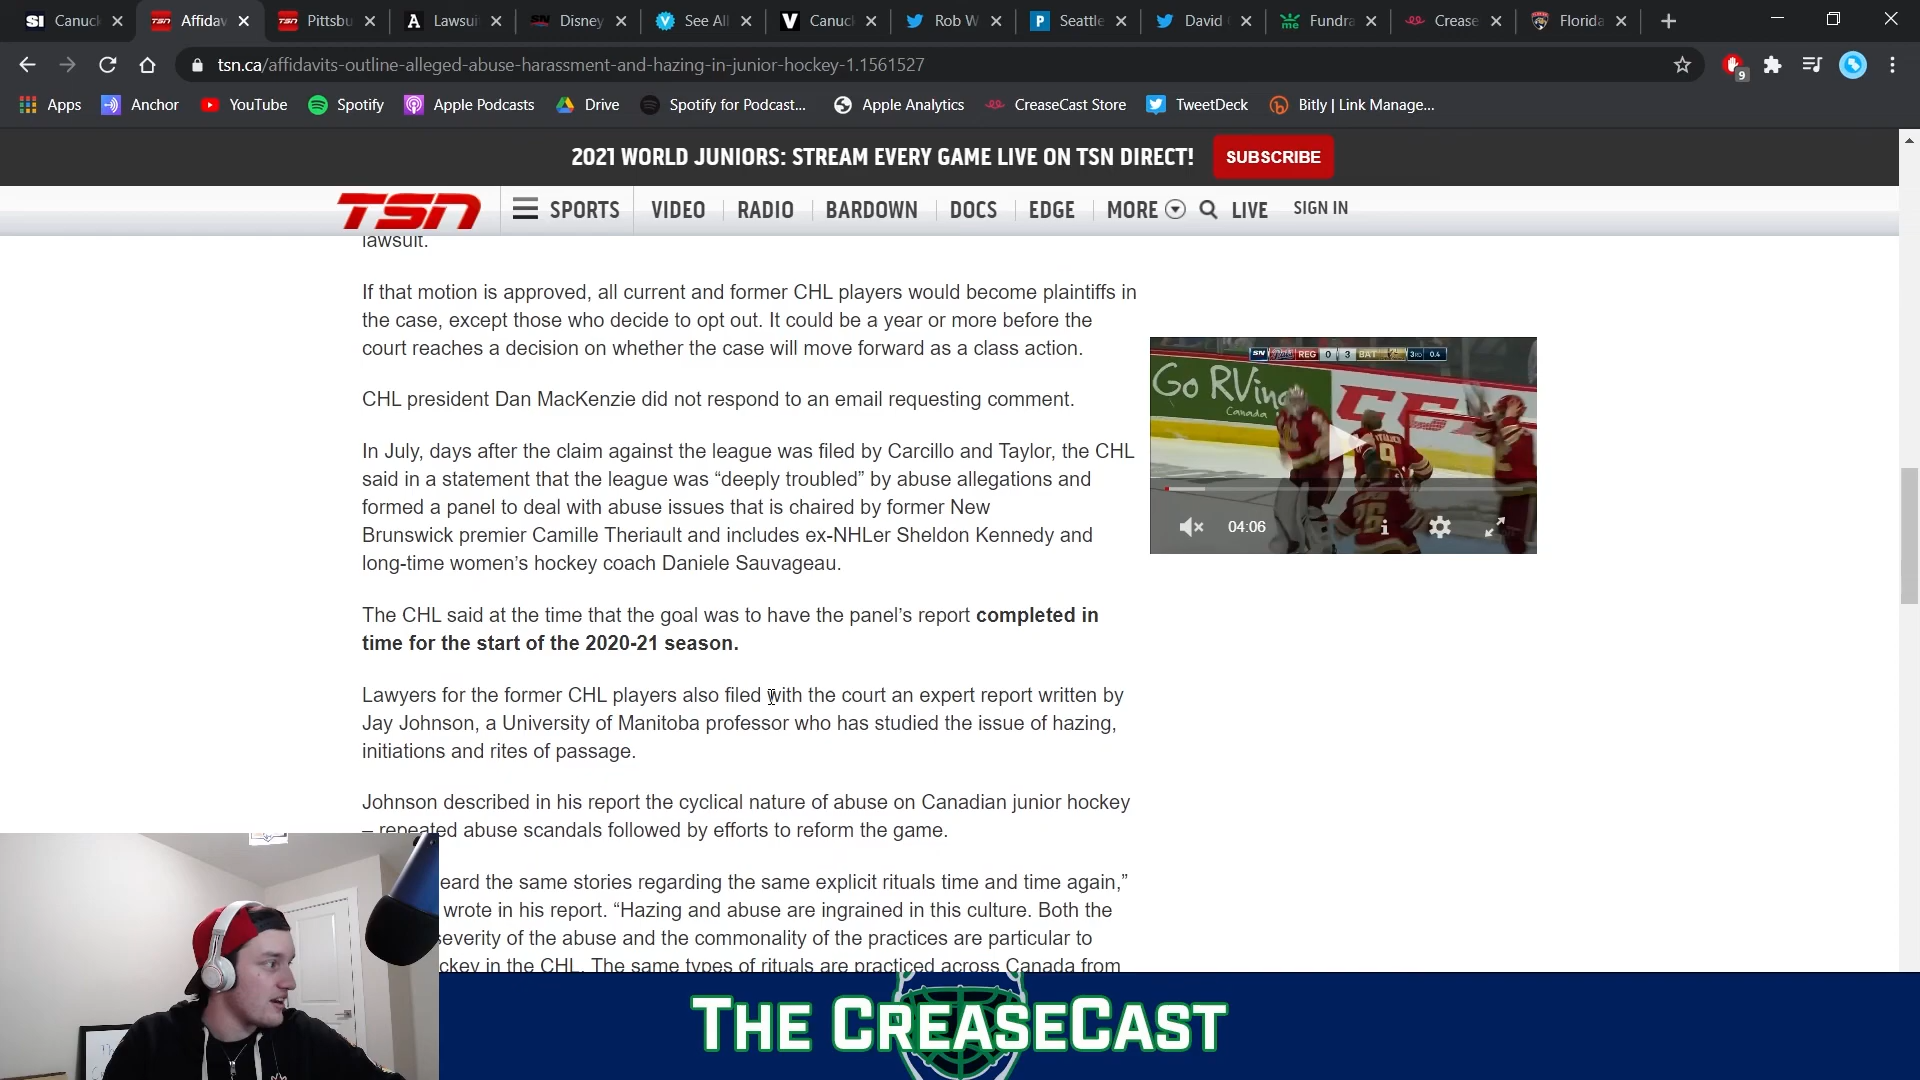 Canuck
Affidav
Pittsbu
Lawsui
Disney
See All
Canuck
Rob W
Seattle
David
Fundra
Crease
Florida
tsn.ca/affidavits-outline-alleged-abuse-harassment-and-hazing-in-junior-hockey-1.1561527
9
Apps Anchor YouTube Spotify Apple Podcasts Drive Spotify for Podcast... Apple Analytics CreaseCast Store TweetDeck Bitly | Link Manage...
2021 WORLD JUNIORS: STREAM EVERY GAME LIVE ON TSN DIRECT! SUBSCRIBE
TSN SPORTS VIDEO RADIO BARDOWN DOCS EDGE MORE LIVE SIGN IN
lawsuit.
If that motion is approved, all current and former CHL players would become plaintiffs in
the case, except those who decide to opt out. It could be a year or more before the
court reaches a decision on whether the case will move forward as a class action.
CHL president Dan MacKenzie did not respond to an email requesting comment.
In July, days after the claim against the league was filed by Carcillo and Taylor, the CHL
said in a statement that the league was “deeply troubled” by abuse allegations and
formed a panel to deal with abuse issues that is chaired by former New
Brunswick premier Camille Theriault and includes ex-NHLer Sheldon Kennedy and
long-time women’s hockey coach Daniele Sauvageau.
The CHL said at the time that the goal was to have the panel’s report completed in
time for the start of the 2020-21 season.
Lawyers for the former CHL players also filed with the court an expert report written by
Jay Johnson, a University of Manitoba professor who has studied the issue of hazing,
initiations and rites of passage.
Johnson described in his report the cyclical nature of abuse on Canadian junior hockey
– repeated abuse scandals followed by efforts to reform the game.
eard the same stories regarding the same explicit rituals time and time again,”
wrote in his report. “Hazing and abuse are ingrained in this culture. Both the
severity of the abuse and the commonality of the practices are particular to
ckey in the CHL. The same types of rituals are practiced across Canada from
SN REG 0 3 BAT 3RD 0.4
Go RVing
Canada
04:06
THE CREASECAST